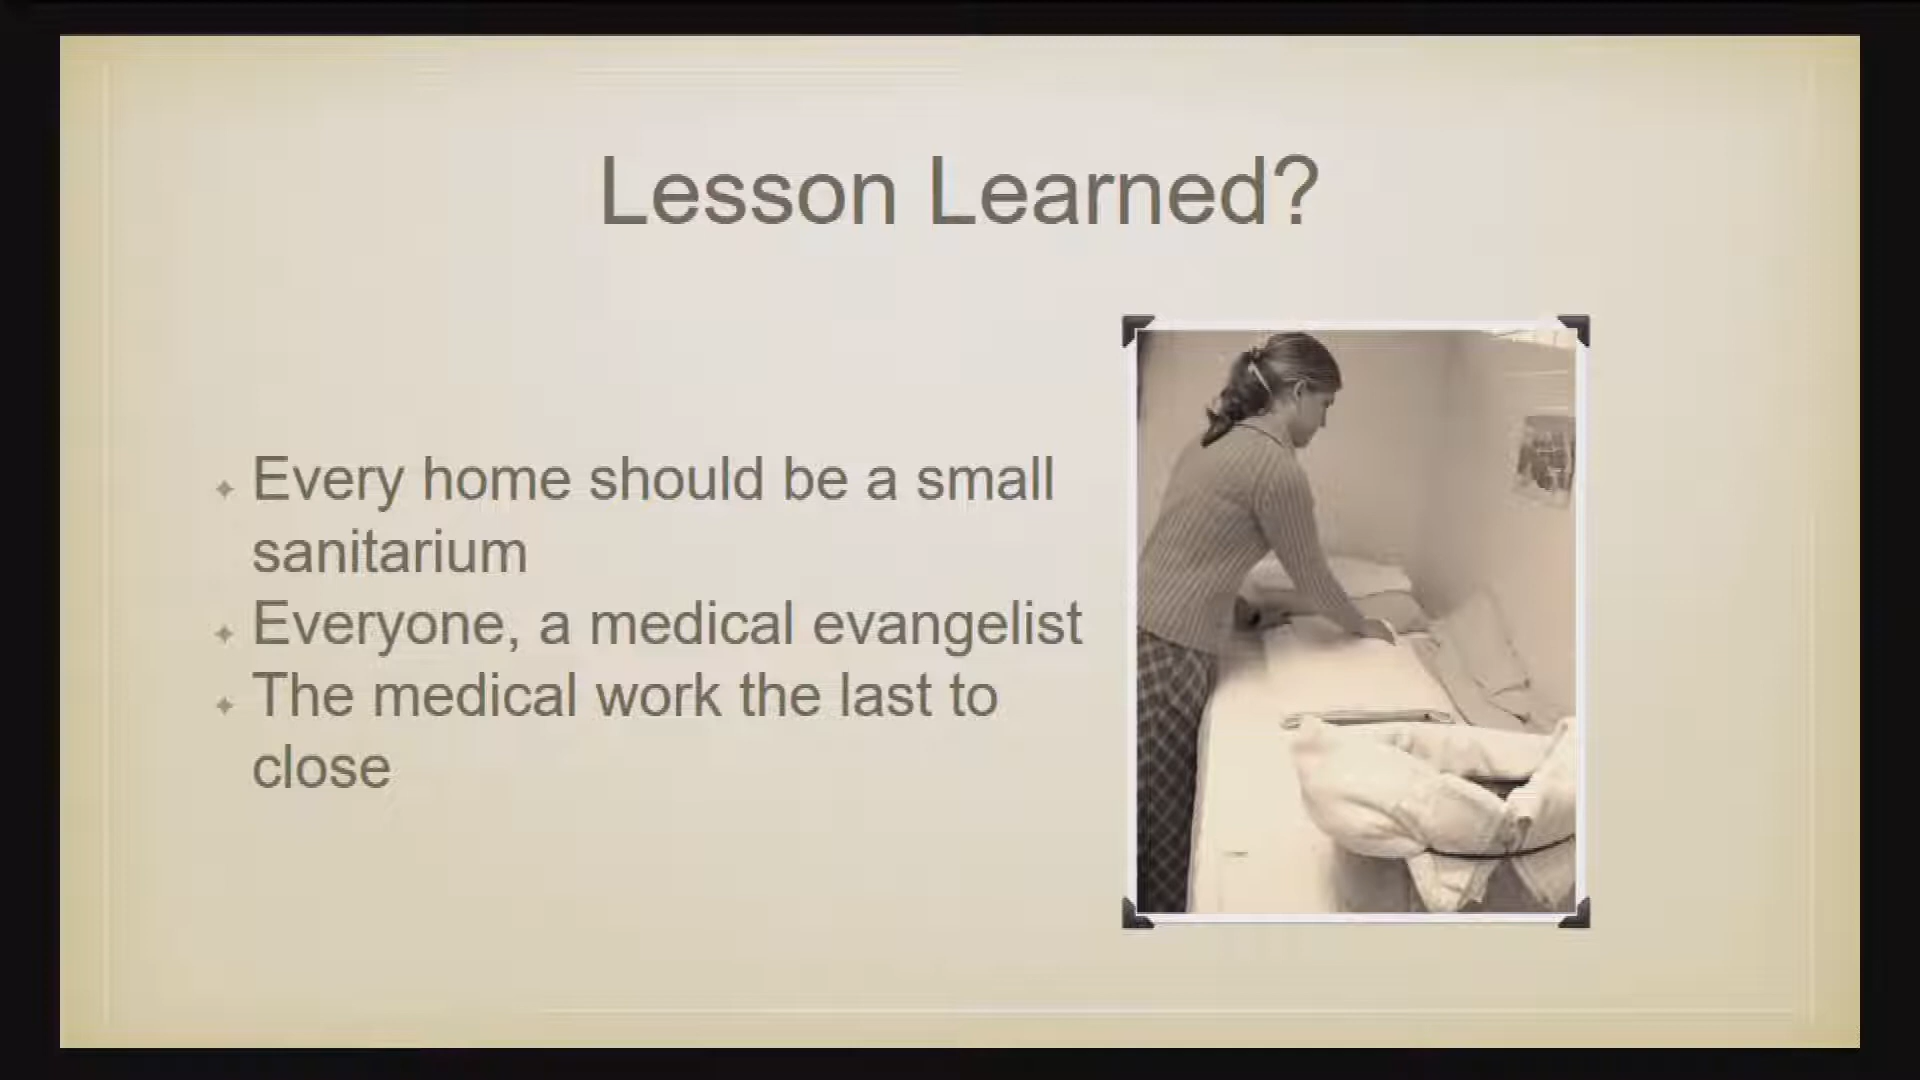 Lesson Learned?
Every home should be a small
sanitarium
Everyone, a medical evangelist
The medical work the last to
close